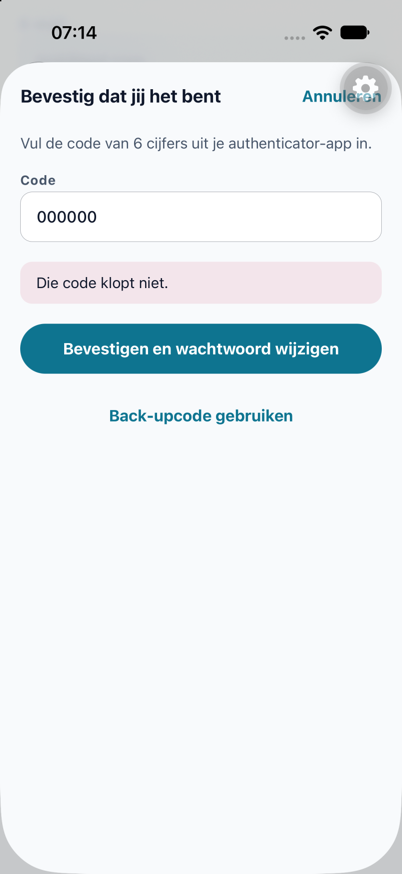 07:14
Bevestig dat jij het bent
Annuleren
Vul de code van 6 cijfers uit je authenticator-app in.
Code
000000
Die code klopt niet.
Bevestigen en wachtwoord wijzigen
Back-upcode gebruiken